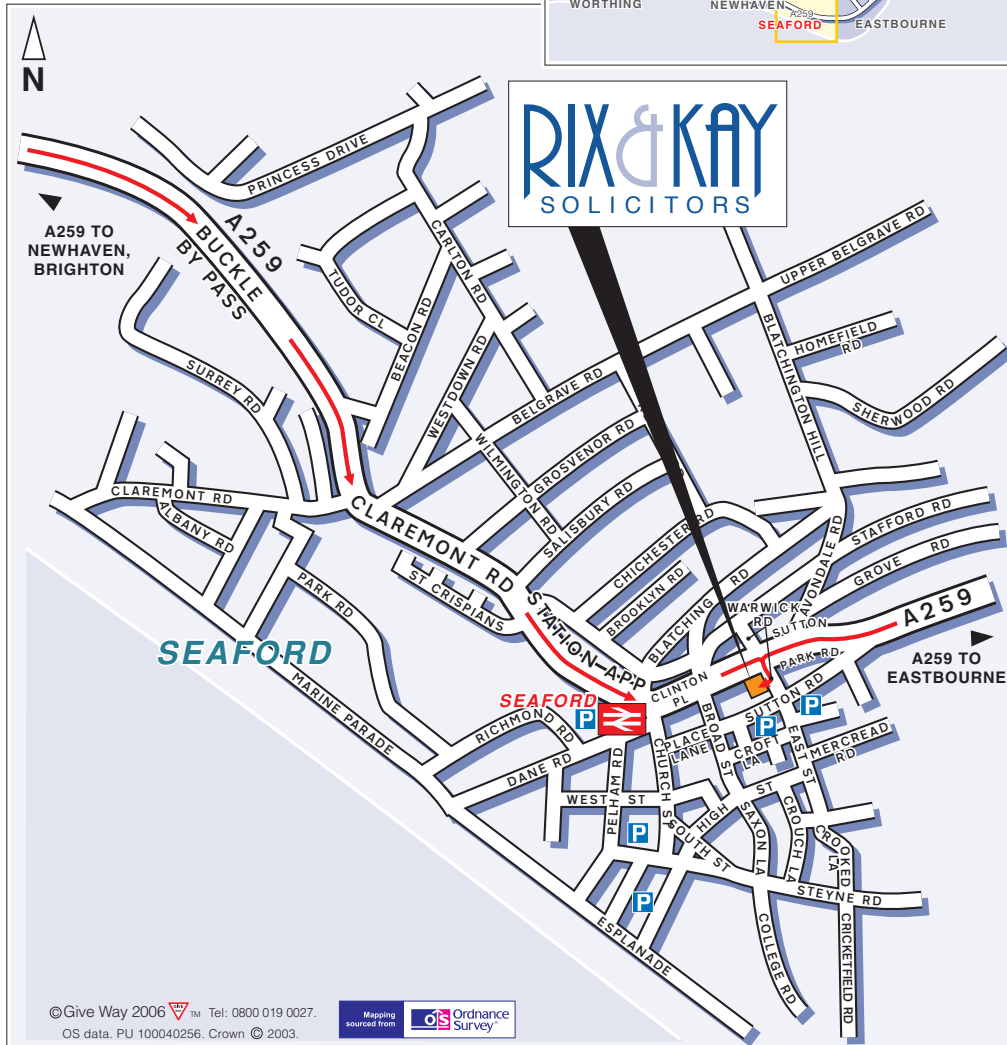 WORTHING
NEWHAVEN
A259
SEAFORD
EASTBOURNE
N
RIX & KAY
SOLICITORS
PRINCESS DRIVE
A259
BUCKLE
BY PASS
A259 TO
NEWHAVEN,
BRIGHTON
CARLTON RD
TUDOR CL
BEACON RD
UPPER BELGRAVE RD
BLATCHINGTON HILL
HOMEFIELD
RD
SHERWOOD RD
SURREY RD
WESTDOWN RD
BELGRAVE RD
WILMINGTON RD
GROSVENOR RD
SALISBURY RD
CLAREMONT RD
ALBANY RD
CLAREMONT RD
ST CRISPIANS
STATION APP
CHICHESTER RD
BROOKLYN RD
BLATCHING RD
AVONDALE RD
STAFFORD RD
GROVE RD
WARWICK
RD
SUTTON
PARK RD
A259
A259 TO
EASTBOURNE
PARK RD
SEAFORD
MARINE PARADE
SEAFORD
P
CLINTON
PL
SUTTON RD
P
P
RICHMOND RD
DANE RD
PLACE
LANE
BROAD ST
CROFT
LA
EAST ST
MERCREAD
RD
PELHAM RD
CHURCH ST
WEST ST
HIGH ST
P
SOUTH ST
SAXON LA
CROUCH LA
CROOKED
LA
STEYNE RD
P
ESPLANADE
COLLEGE RD
CRICKETFIELD RD
© Give Way 2006 GIVE WAY TM Tel: 0800 019 0027.
OS data. PU 100040256. Crown © 2003.
Mapping
sourced from
OS Ordnance
Survey®